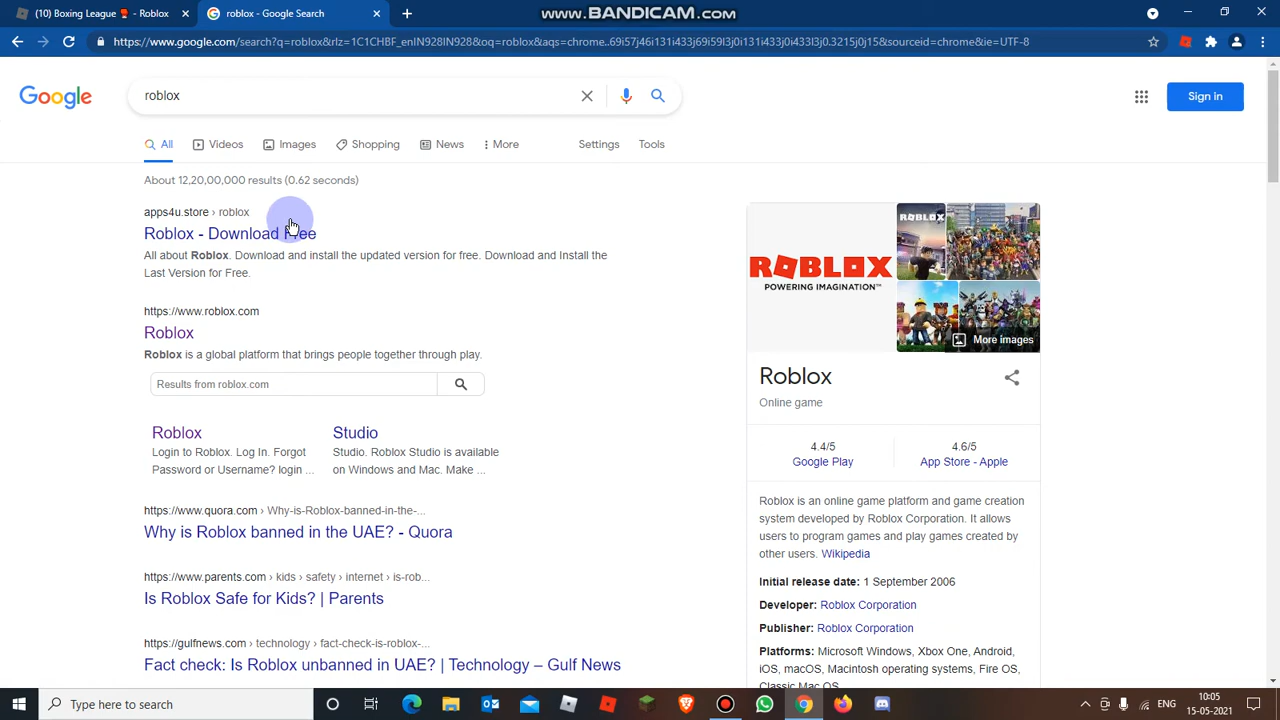 (10) Boxing League 🥊 - Roblox
roblox - Google Search
WWW.BANDICAM.COM
https://www.google.com/search?q=roblox&rlz=1C1CHBF_enIN928IN928&oq=roblox&aqs=chrome..69i57j46i131i433j69i59l3j0i131i433j0i433l3j0.3215j0j15&sourceid=chrome&ie=UTF-8
Google
roblox
Sign in
All
Videos
Images
Shopping
News
More
Settings
Tools
About 12,20,00,000 results (0.62 seconds)
apps4u.store › roblox
Roblox - Download Free
All about Roblox. Download and install the updated version for free. Download and Install the
Last Version for Free.
https://www.roblox.com
Roblox
Roblox is a global platform that brings people together through play.
Results from roblox.com
Roblox
Login to Roblox. Log In. Forgot
Password or Username? login ...
Studio
Studio. Roblox Studio is available
on Windows and Mac. Make ...
https://www.quora.com › Why-is-Roblox-banned-in-the-...
Why is Roblox banned in the UAE? - Quora
https://www.parents.com › kids › safety › internet › is-rob...
Is Roblox Safe for Kids? | Parents
https://gulfnews.com › technology › fact-check-is-roblox-...
Fact check: Is Roblox unbanned in UAE? | Technology – Gulf News
ROBLOX
POWERING IMAGINATION™
ROBLOX
More images
Roblox
Online game
4.4/5
Google Play
4.6/5
App Store - Apple
Roblox is an online game platform and game creation
system developed by Roblox Corporation. It allows
users to program games and play games created by
other users. Wikipedia
Initial release date: 1 September 2006
Developer: Roblox Corporation
Publisher: Roblox Corporation
Platforms: Microsoft Windows, Xbox One, Android,
iOS, macOS, Macintosh operating systems, Fire OS,
Classic Mac OS
Type here to search
ENG
10:05
15-05-2021